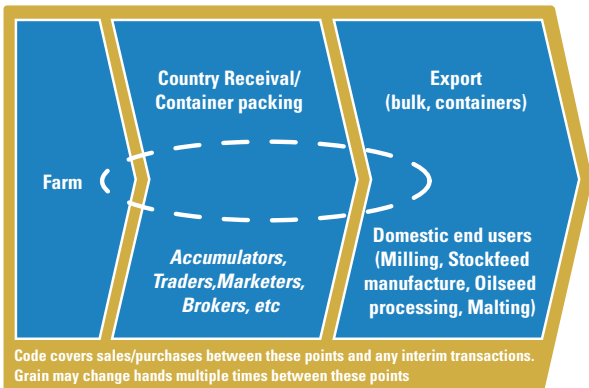 Farm
Country Receival/
Container packing
Accumulators,
Traders,Marketers,
Brokers, etc
Export
(bulk, containers)
Domestic end users
(Milling, Stockfeed
manufacture, Oilseed
processing, Malting)
Code covers sales/purchases between these points and any interim transactions.
Grain may change hands multiple times between these points